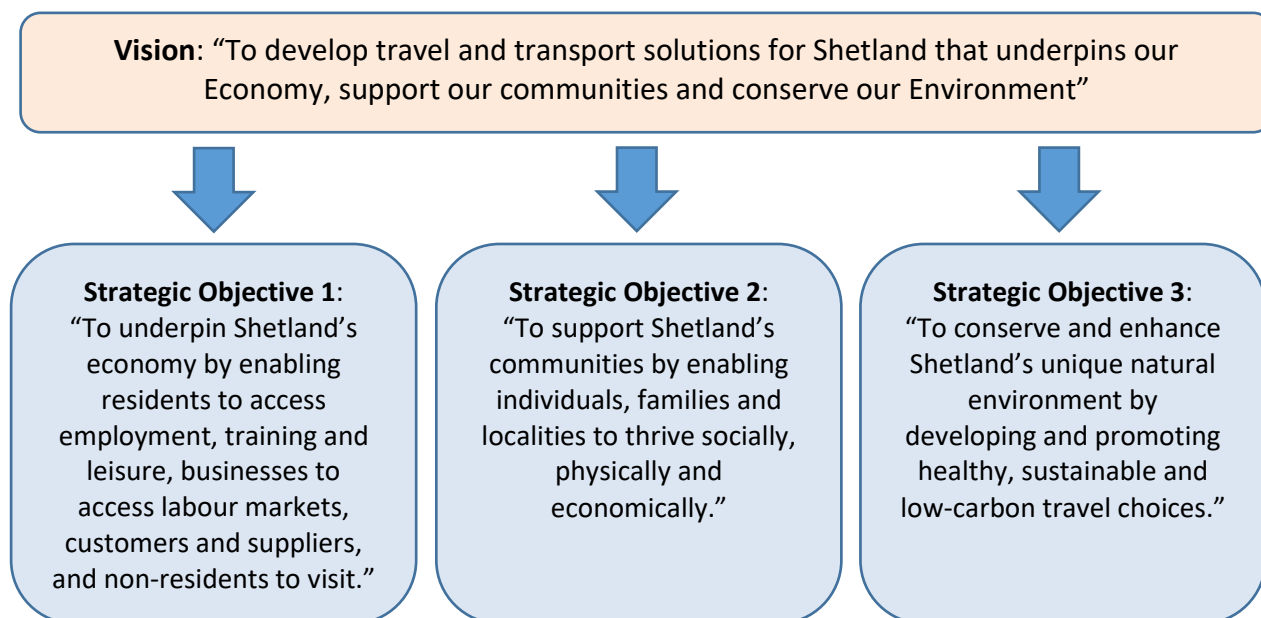 Vision: “To develop travel and transport solutions for Shetland that underpins our
Economy, support our communities and conserve our Environment”
Strategic Objective 1:
“To underpin Shetland’s
economy by enabling
residents to access
employment, training and
leisure, businesses to
access labour markets,
customers and suppliers,
and non-residents to visit.”
Strategic Objective 2:
“To support Shetland’s
communities by enabling
individuals, families and
localities to thrive socially,
physically and
economically.”
Strategic Objective 3:
“To conserve and enhance
Shetland’s unique natural
environment by
developing and promoting
healthy, sustainable and
low-carbon travel choices.”